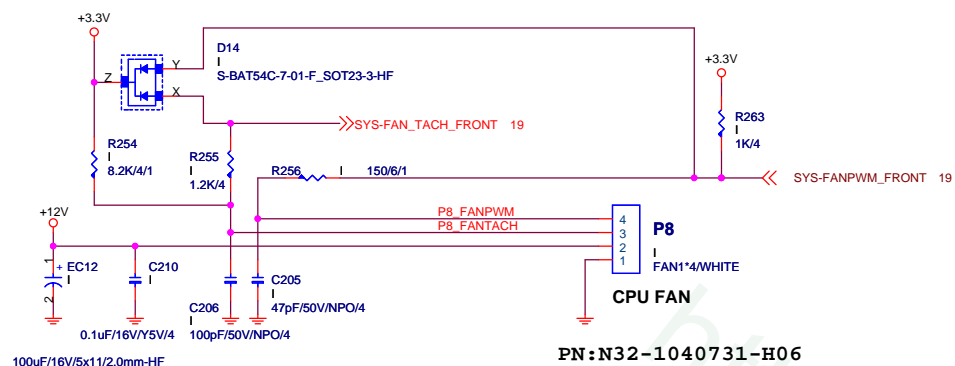 +3.3V
D14
I
S-BAT54C-7-01-F_SOT23-3-HF
Y
Z
X
+3.3V
R263
I
1K/4
SYS-FAN_TACH_FRONT 19
R254
I
8.2K/4/1
R255
I
1.2K/4
R256
I
150/6/1
SYS-FANPWM_FRONT 19
+12V
P8_FANPWM
P8_FANTACH
4
3
2
1
P8
I
FAN1*4/WHITE
CPU FAN
1
+
2
EC12
I
C210
I
C205
I
47pF/50V/NPO/4
C206
I
100pF/50V/NPO/4
0.1uF/16V/Y5V/4
100uF/16V/5x11/2.0mm-HF
PN:N32-1040731-H06